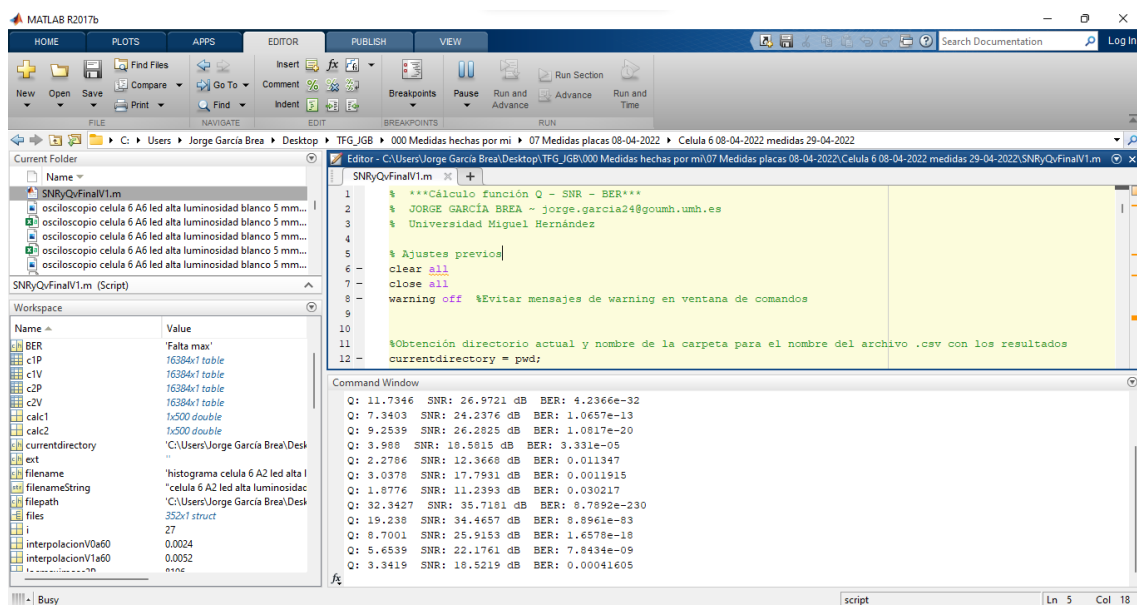 MATLAB R2017b
HOME PLOTS APPS EDITOR PUBLISH VIEW Search Documentation Log In
New Open Save Find Files Compare Print Go To Find Insert fx Comment Indent Breakpoints Pause Run and Advance Run Section Advance Run and Time
FILE NAVIGATE EDIT BREAKPOINTS RUN
C: Users Jorge García Brea Desktop TFG_JGB 000 Medidas hechas por mi 07 Medidas placas 08-04-2022 Celula 6 08-04-2022 medidas 29-04-2022
Current Folder
Name
SNRyQvFinalV1.m
osciloscopio celula 6 A6 led alta luminosidad blanco 5 mm...
osciloscopio celula 6 A6 led alta luminosidad blanco 5 mm...
osciloscopio celula 6 A6 led alta luminosidad blanco 5 mm...
osciloscopio celula 6 A6 led alta luminosidad blanco 5 mm...
osciloscopio celula 6 A6 led alta luminosidad blanco 5 mm...
SNRyQvFinalV1.m (Script)
Workspace
Name Value
BER 'Falta max'
c1P 16384x1 table
c1V 16384x1 table
c2P 16384x1 table
c2V 16384x1 table
calc1 1x500 double
calc2 1x500 double
currentdirectory 'C:\Users\Jorge García Brea\Desk
ext ''
filename 'histograma celula 6 A2 led alta l
filenameString "celula 6 A2 led alta luminosidac
filepath 'C:\Users\Jorge García Brea\Desk
files 352x1 struct
i 27
interpolacionV0a60 0.0024
interpolacionV1a60 0.0052
Editor - C:\Users\Jorge García Brea\Desktop\TFG_JGB\000 Medidas hechas por mi\07 Medidas placas 08-04-2022\Celula 6 08-04-2022 medidas 29-04-2022\SNRyQvFinalV1.m
SNRyQvFinalV1.m
1 % ***Cálculo función Q - SNR - BER***
2 % JORGE GARCÍA BREA ~ jorge.garcia24@goumh.umh.es
3 % Universidad Miguel Hernández
4
5 % Ajustes previos
6 - clear all
7 - close all
8 - warning off %Evitar mensajes de warning en ventana de comandos
9
10
11 %Obtención directorio actual y nombre de la carpeta para el nombre del archivo .csv con los resultados
12 - currentdirectory = pwd;
Command Window
Q: 11.7346 SNR: 26.9721 dB BER: 4.2366e-32
Q: 7.3403 SNR: 24.2376 dB BER: 1.0657e-13
Q: 9.2539 SNR: 26.2825 dB BER: 1.0817e-20
Q: 3.988 SNR: 18.5815 dB BER: 3.331e-05
Q: 2.2786 SNR: 12.3668 dB BER: 0.011347
Q: 3.0378 SNR: 17.7931 dB BER: 0.0011915
Q: 1.8776 SNR: 11.2393 dB BER: 0.030217
Q: 32.3427 SNR: 35.7181 dB BER: 8.7892e-230
Q: 19.238 SNR: 34.4657 dB BER: 8.8961e-83
Q: 8.7001 SNR: 25.9153 dB BER: 1.6578e-18
Q: 5.6539 SNR: 22.1761 dB BER: 7.8434e-09
Q: 3.3419 SNR: 18.5219 dB BER: 0.00041605
fx
Busy script Ln 5 Col 18